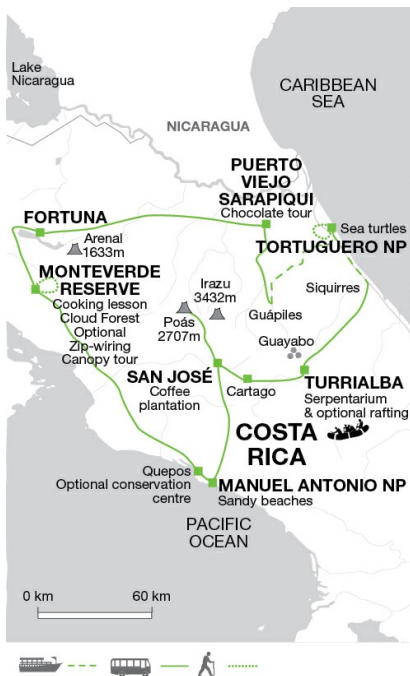 Lake
Nicaragua
CARIBBEAN
SEA
NICARAGUA
PUERTO
VIEJO
SARAPIQUI
Chocolate tour
FORTUNA
Sea turtles
TORTUGUERO NP
Arenal
1633m
MONTEVERDE
RESERVE
Cooking lesson
Cloud Forest
Optional
Zip-wiring
Canopy tour
Irazu
3432m
Poás
2707m
Siquirres
Guápiles
Guayabo
SAN JOSÉ
Coffee
plantation
Cartago
TURRIALBA
Serpentarium
& optional rafting
COSTA
RICA
Quepos
Optional conservation
centre
MANUEL ANTONIO NP
Sandy beaches
PACIFIC
OCEAN
0 km
60 km